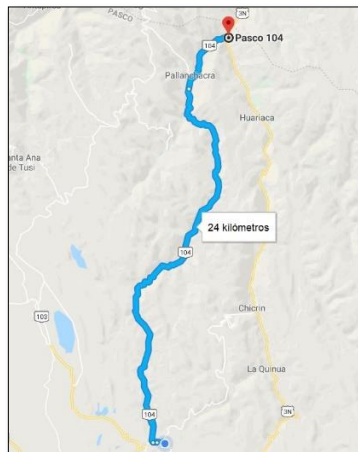 PASCO
3N
104
Pasco 104
Pallanchacra
Huariaca
anta Ana
de Tusi
24 kilómetros
104
Chicrin
103
La Quinua
104
3N